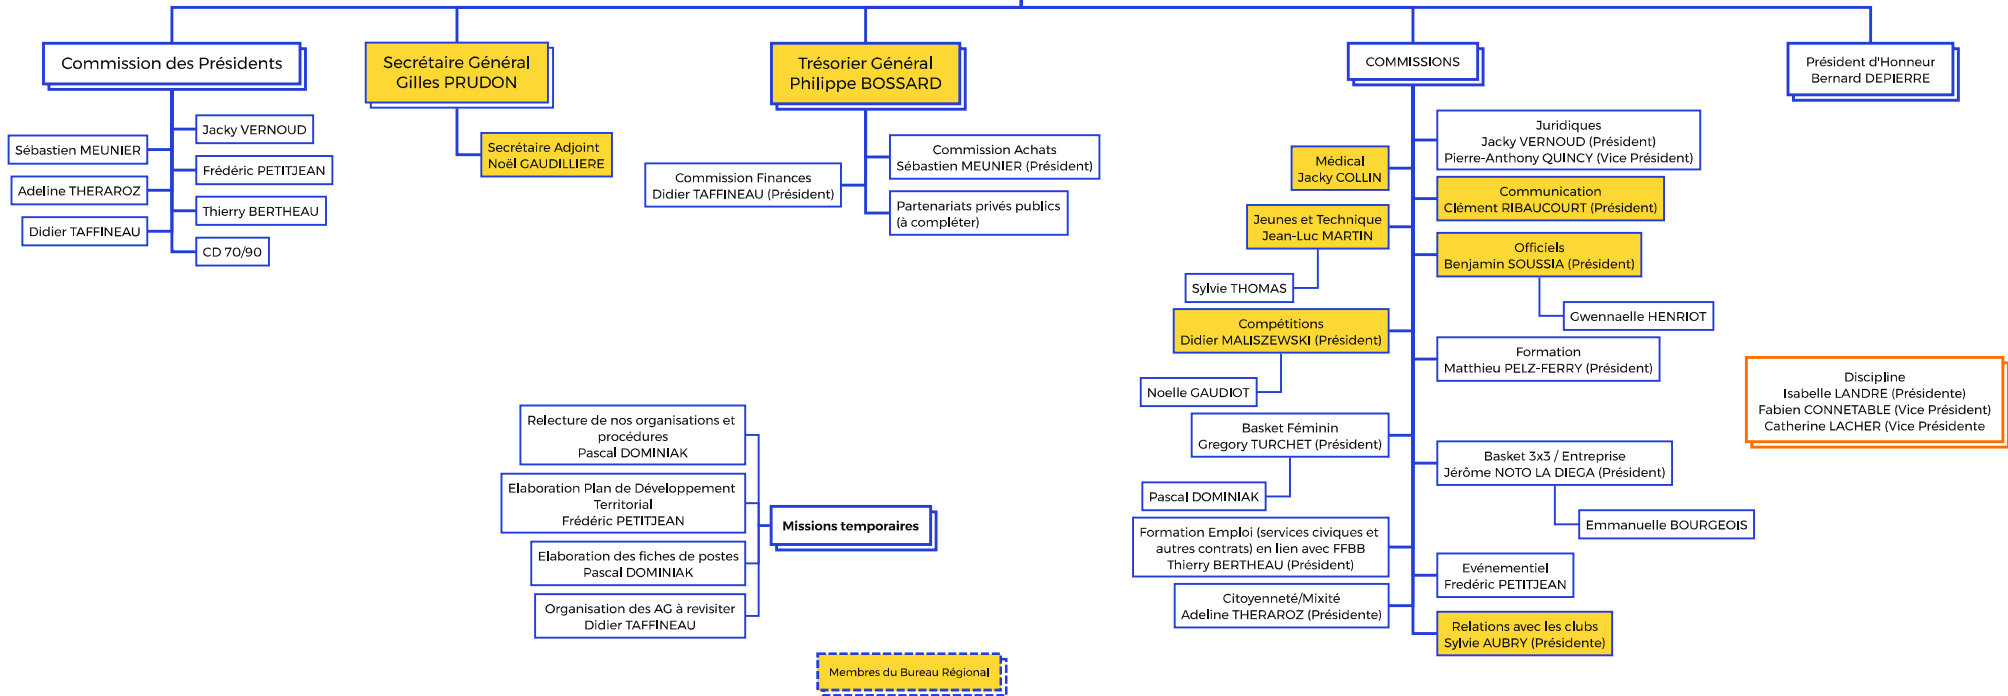 Commission des Présidents
Jacky VERNOUD
Sébastien MEUNIER
Frédéric PETITJEAN
Adeline THERAROZ
Thierry BERTHEAU
Didier TAFFINEAU
CD 70/90
Secrétaire Général
Gilles PRUDON
Secrétaire Adjoint
Noël GAUDILLIERE
Trésorier Général
Philippe BOSSARD
Commission Achats
Sébastien MEUNIER (Président)
Commission Finances
Didier TAFFINEAU (Président)
Partenariats privés publics
(à compléter)
COMMISSIONS
Juridiques
Jacky VERNOUD (Président)
Pierre-Anthony QUINCY (Vice Président)
Médical
Jacky COLLIN
Communication
Clément RIBAUCOURT (Président)
Jeunes et Technique
Jean-Luc MARTIN
Officiels
Benjamin SOUSSIA (Président)
Sylvie THOMAS
Gwennaelle HENRIOT
Compétitions
Didier MALISZEWSKI (Président)
Formation
Matthieu PELZ-FERRY (Président)
Noelle GAUDIOT
Basket Féminin
Gregory TURCHET (Président)
Basket 3x3 / Entreprise
Jérôme NOTO LA DIEGA (Président)
Pascal DOMINIAK
Emmanuelle BOURGEOIS
Formation Emploi (services civiques et
autres contrats) en lien avec FFBB
Thierry BERTHEAU (Président)
Evénementiel
Fredéric PETITJEAN
Citoyenneté/Mixité
Adeline THERAROZ (Présidente)
Relations avec les clubs
Sylvie AUBRY (Présidente)
Président d'Honneur
Bernard DEPIERRE
Discipline
Isabelle LANDRE (Présidente)
Fabien CONNETABLE (Vice Président)
Catherine LACHER (Vice Présidente
Relecture de nos organisations et
procédures
Pascal DOMINIAK
Elaboration Plan de Développement
Territorial
Frédéric PETITJEAN
Missions temporaires
Elaboration des fiches de postes
Pascal DOMINIAK
Organisation des AG à revisiter
Didier TAFFINEAU
Membres du Bureau Régional